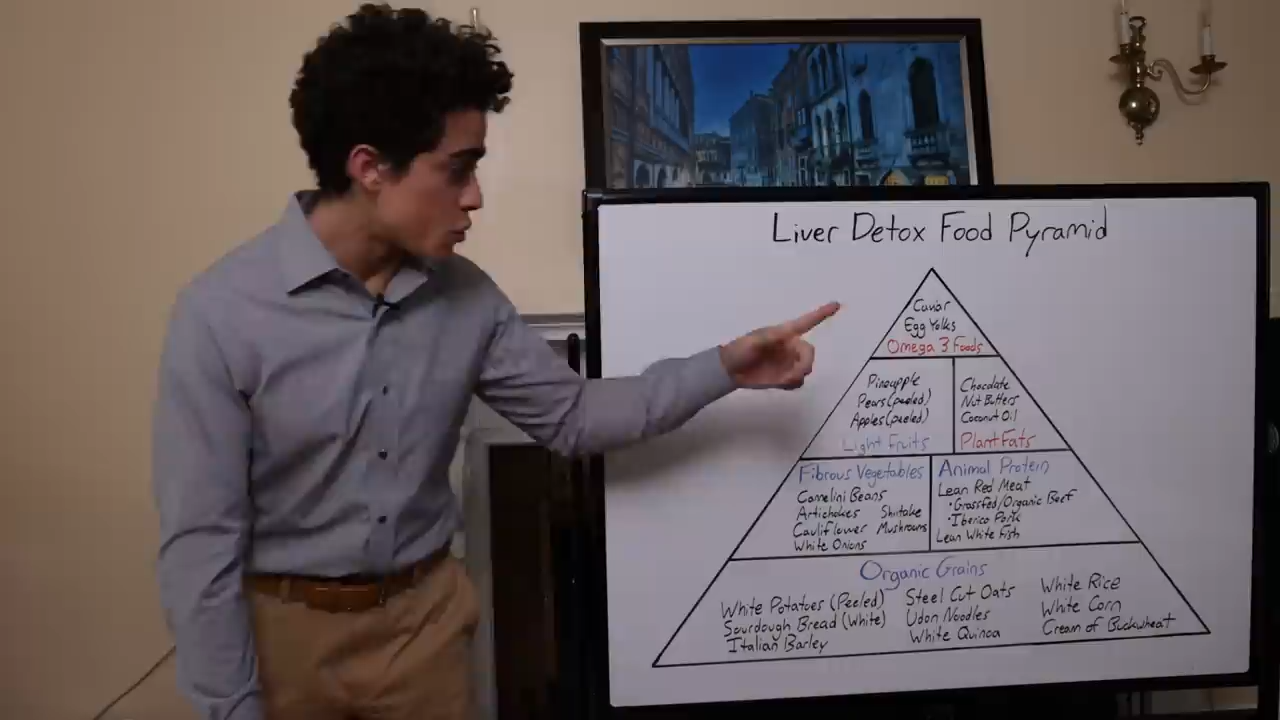 Liver Detox Food Pyramid
Caviar
Egg Yolks
Omega 3 Foods
Pineapple
Pears (peeled)
Apples (peeled)
Light Fruits
Chocolate
Nut Butters
Coconut Oil
Plant Fats
Fibrous Vegetables
Cannelini Beans
Artichokes Shiitake
Cauliflower Mushrooms
White Onions
Animal Protein
Lean Red Meat
• Grassfed/Organic Beef
• Iberico Pork
Lean White Fish
Organic Grains
White Potatoes (Peeled)
Sourdough Bread (White)
Italian Barley
Steel Cut Oats
Udon Noodles
White Quinoa
White Rice
White Corn
Cream of Buckwheat